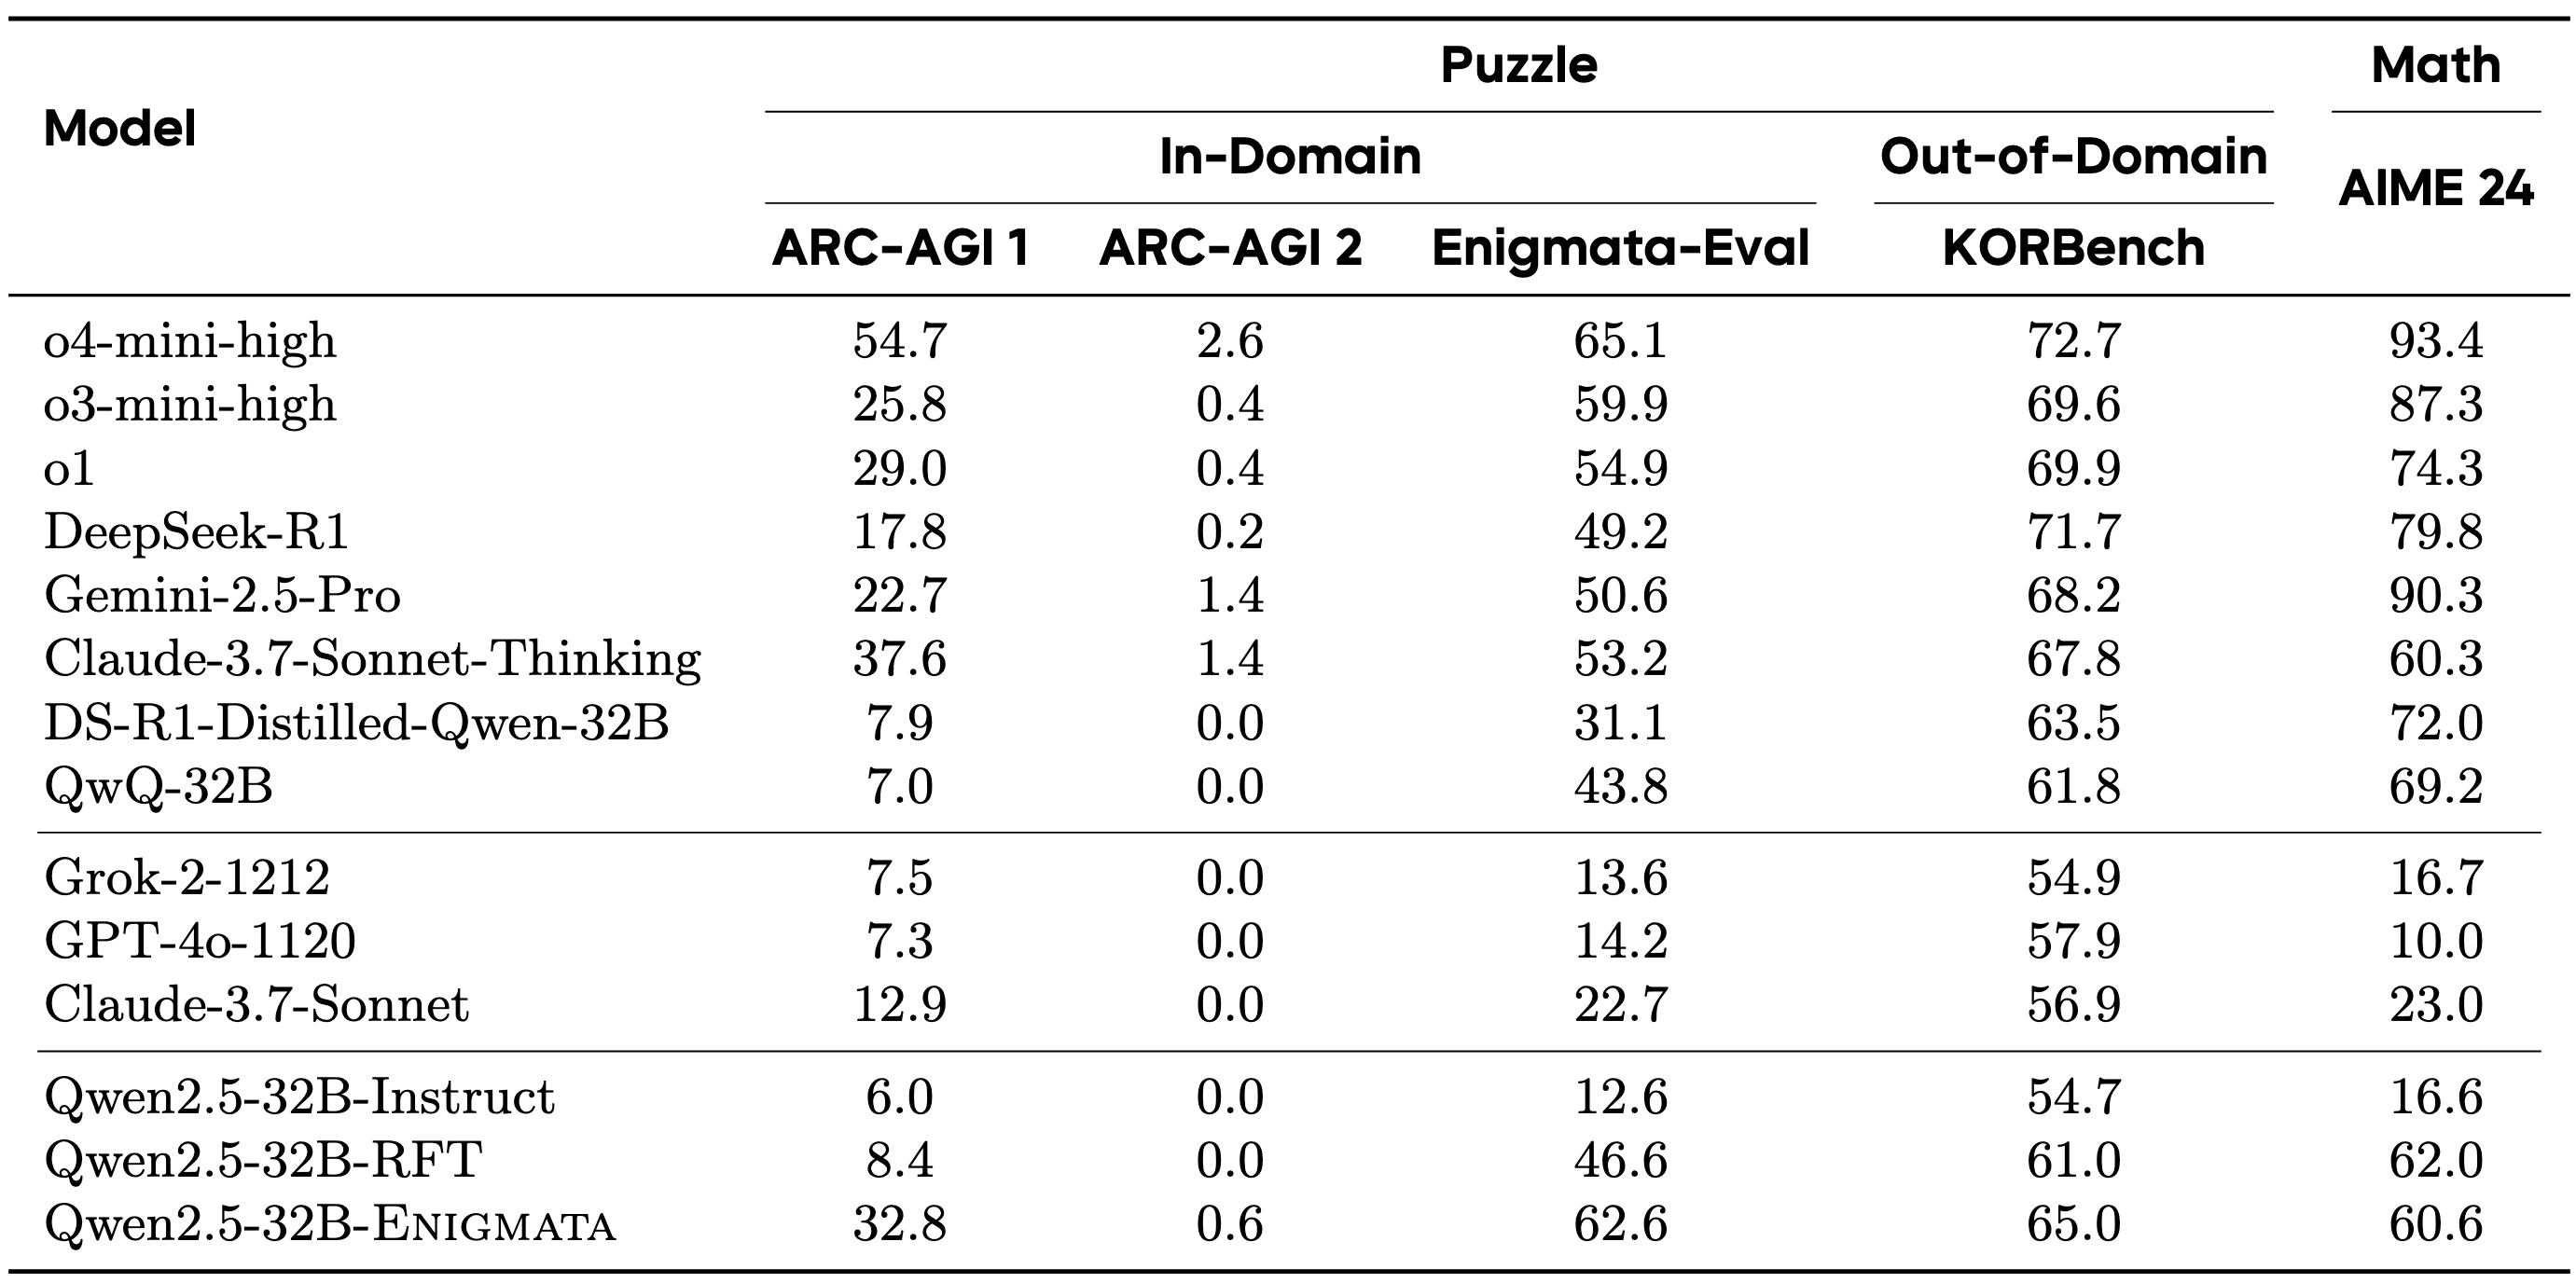 Puzzle Math
Model
In-Domain Out-of-Domain
AIME 24
ARC-AGI 1 ARC-AGI 2 Enigmata-Eval KORBench
o4-mini-high 54.7 2.6 65.1 72.7 93.4
o3-mini-high 25.8 0.4 59.9 69.6 87.3
o1 29.0 0.4 54.9 69.9 74.3
DeepSeek-R1 17.8 0.2 49.2 71.7 79.8
Gemini-2.5-Pro 22.7 1.4 50.6 68.2 90.3
Claude-3.7-Sonnet-Thinking 37.6 1.4 53.2 67.8 60.3
DS-R1-Distilled-Qwen-32B 7.9 0.0 31.1 63.5 72.0
QwQ-32B 7.0 0.0 43.8 61.8 69.2
Grok-2-1212 7.5 0.0 13.6 54.9 16.7
GPT-4o-1120 7.3 0.0 14.2 57.9 10.0
Claude-3.7-Sonnet 12.9 0.0 22.7 56.9 23.0
Qwen2.5-32B-Instruct 6.0 0.0 12.6 54.7 16.6
Qwen2.5-32B-RFT 8.4 0.0 46.6 61.0 62.0
Qwen2.5-32B-ENIGMATA 32.8 0.6 62.6 65.0 60.6